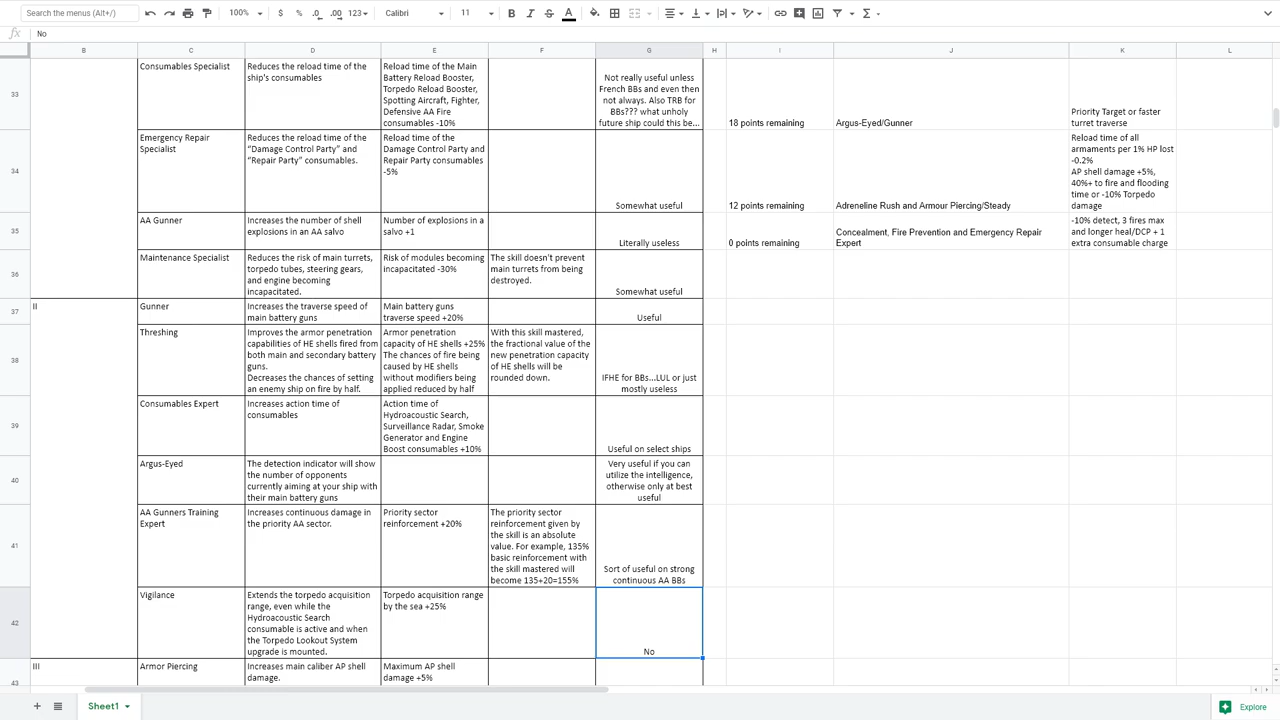 Search the menus (Alt+/)
100%
$
%
.0
.00
123
Calibri
11
B
I
S
A
fx
No
B
C
D
E
F
G
H
I
J
K
L
33
Consumables Specialist
Reduces the reload time of the
ship's consumables
Reload time of the Main
Battery Reload Booster,
Torpedo Reload Booster,
Spotting Aircraft, Fighter,
Defensive AA Fire
consumables -10%
Not really useful unless
French BBs and even then
not always. Also TRB for
BBs??? what unholy
future ship could this be...
18 points remaining
Argus-Eyed/Gunner
Priority Target or faster
turret traverse
34
Emergency Repair
Specialist
Reduces the reload time of the
“Damage Control Party” and
“Repair Party” consumables.
Reload time of the
Damage Control Party and
Repair Party consumables
-5%
Somewhat useful
12 points remaining
Adreneline Rush and Armour Piercing/Steady
Reload time of all
armaments per 1% HP lost
-0.2%
AP shell damage +5%,
40%+ to fire and flooding
time or -10% Torpedo
damage
35
AA Gunner
Increases the number of shell
explosions in an AA salvo
Number of explosions in a
salvo +1
Literally useless
0 points remaining
Concealment, Fire Prevention and Emergency Repair
Expert
-10% detect, 3 fires max
and longer heal/DCP + 1
extra consumable charge
36
Maintenance Specialist
Reduces the risk of main turrets,
torpedo tubes, steering gears,
and engine becoming
incapacitated.
Risk of modules becoming
incapacitated -30%
The skill doesn't prevent
main turrets from being
destroyed.
Somewhat useful
37
II
Gunner
Increases the traverse speed of
main battery guns
Main battery guns
traverse speed +20%
Useful
38
Threshing
Improves the armor penetration
capabilities of HE shells fired from
both main and secondary battery
guns.
Decreases the chances of setting
an enemy ship on fire by half.
Armor penetration
capacity of HE shells +25%
The chances of fire being
caused by HE shells
without modifiers being
applied reduced by half
With this skill mastered,
the fractional value of the
new penetration capacity
of HE shells will be
rounded down.
IFHE for BBs...LUL or just
mostly useless
39
Consumables Expert
Increases action time of
consumables
Action time of
Hydroacoustic Search,
Surveillance Radar, Smoke
Generator and Engine
Boost consumables +10%
Useful on select ships
40
Argus-Eyed
The detection indicator will show
the number of opponents
currently aiming at your ship with
their main battery guns
Very useful if you can
utilize the intelligence,
otherwise only at best
useful
41
AA Gunners Training
Expert
Increases continuous damage in
the priority AA sector.
Priority sector
reinforcement +20%
The priority sector
reinforcement given by
the skill is an absolute
value. For example, 135%
basic reinforcement with
the skill mastered will
become 135+20=155%
Sort of useful on strong
continuous AA BBs
42
Vigilance
Extends the torpedo acquisition
range, even while the
Hydroacoustic Search
consumable is active and when
the Torpedo Lookout System
upgrade is mounted.
Torpedo acquisition range
by the sea +25%
No
43
III
Armor Piercing
Increases main caliber AP shell
damage.
Maximum AP shell
damage +5%
Sheet1
Explore